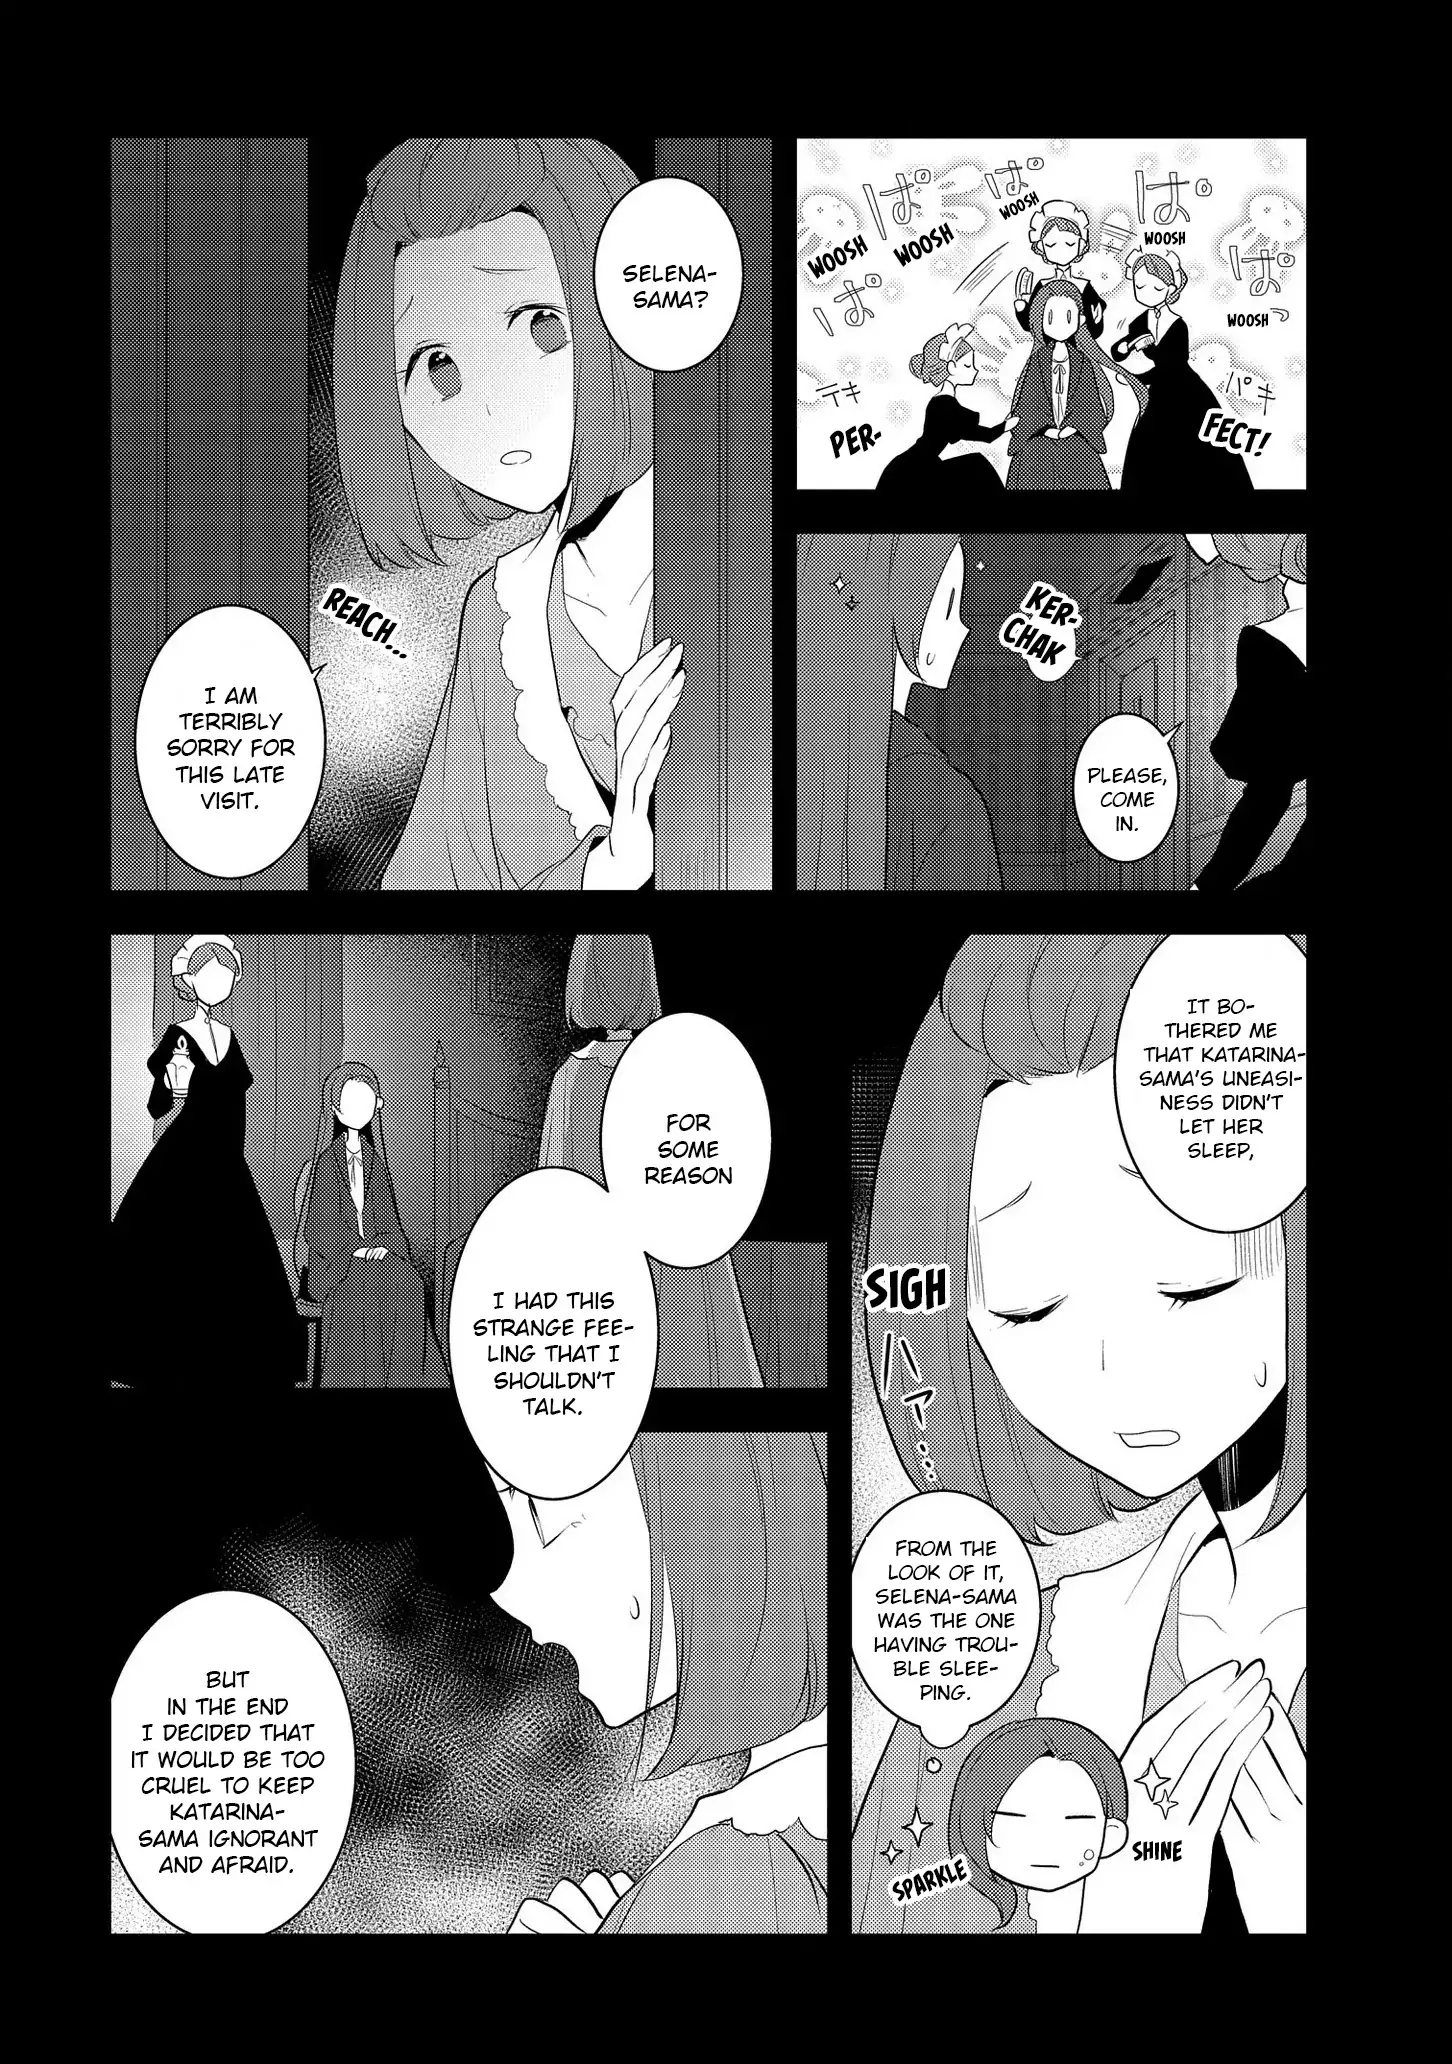 ぱ
ぱ
ぱ
ぱ
ぱ
WOOSH
WOOSH
WOOSH
WOOSH
WOOSH
テキ
パキ
PER-
FECT!
KER-
CHAK
PLEASE,
COME
IN.
SELENA-
SAMA?
REACH...
I AM
TERRIBLY
SORRY FOR
THIS LATE
VISIT.
IT BO-
THERED ME
THAT KATARINA-
SAMA'S UNEASI-
NESS DIDN'T
LET HER
SLEEP,
SIGH
ハァ…
FROM THE
LOOK OF IT,
SELENA-SAMA
WAS THE ONE
HAVING TROU-
BLE SLEE-
PING.
SHINE
SPARKLE
FOR
SOME
REASON
I HAD THIS
STRANGE FEE-
LING THAT I
SHOULDN'T
TALK.
BUT
IN THE END
I DECIDED THAT
IT WOULD BE TOO
CRUEL TO KEEP
KATARINA-
SAMA IGNORANT
AND AFRAID.